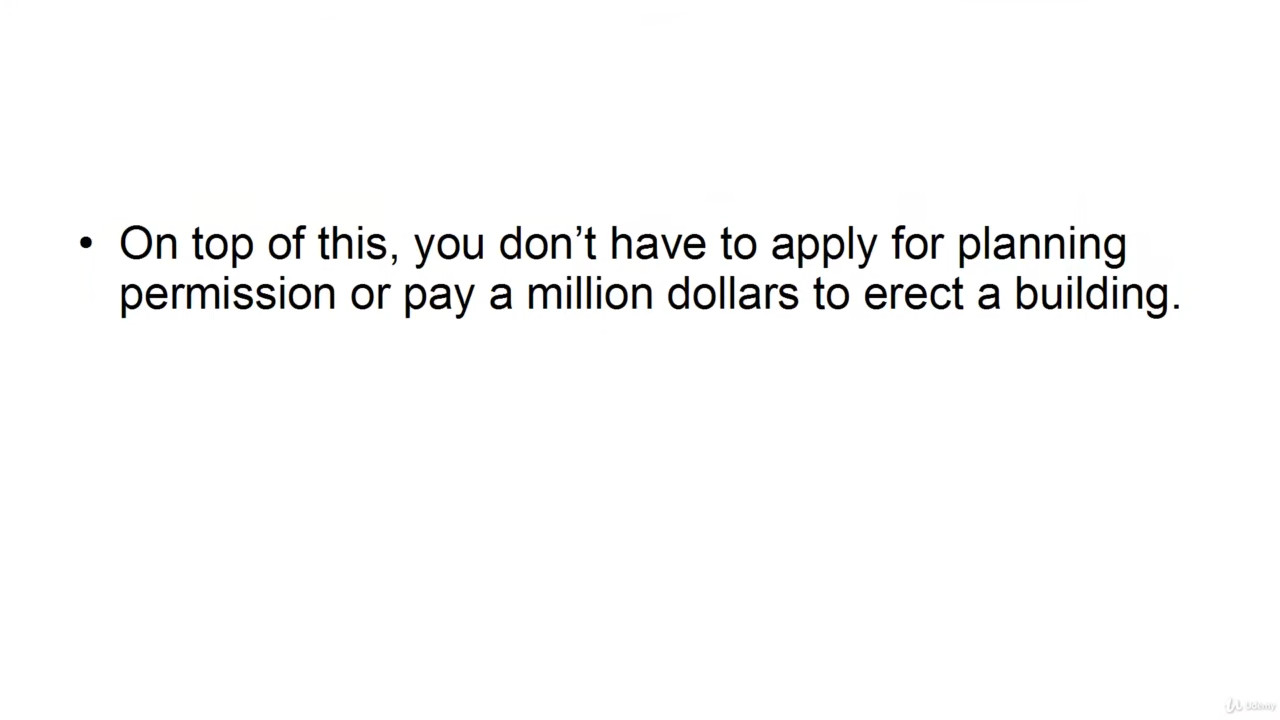 • On top of this, you don’t have to apply for planning
permission or pay a million dollars to erect a building.
Udemy